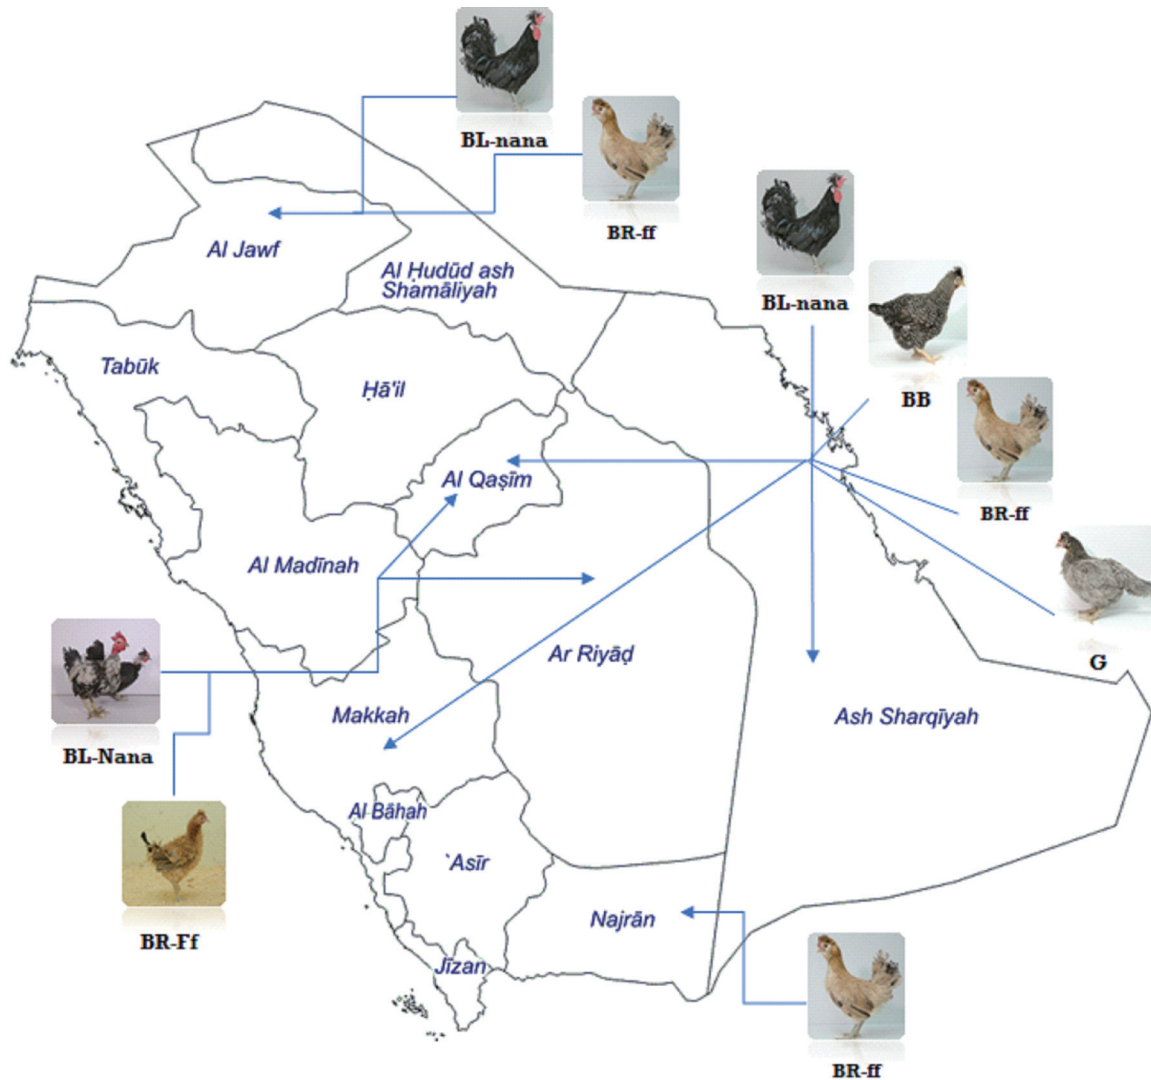 BL-nana
BR-ff
Al Jawf
Al Ḥudūd ash
Shamāliyah
BL-nana
Tabūk
Ḥā'il
BB
Al Qaṣīm
BR-ff
Al Madīnah
Ar Riyāḍ
G
Makkah
Ash Sharqīyah
BL-Nana
Al Bāhah
`Asīr
Najrān
BR-Ff
Jīzan
BR-ff